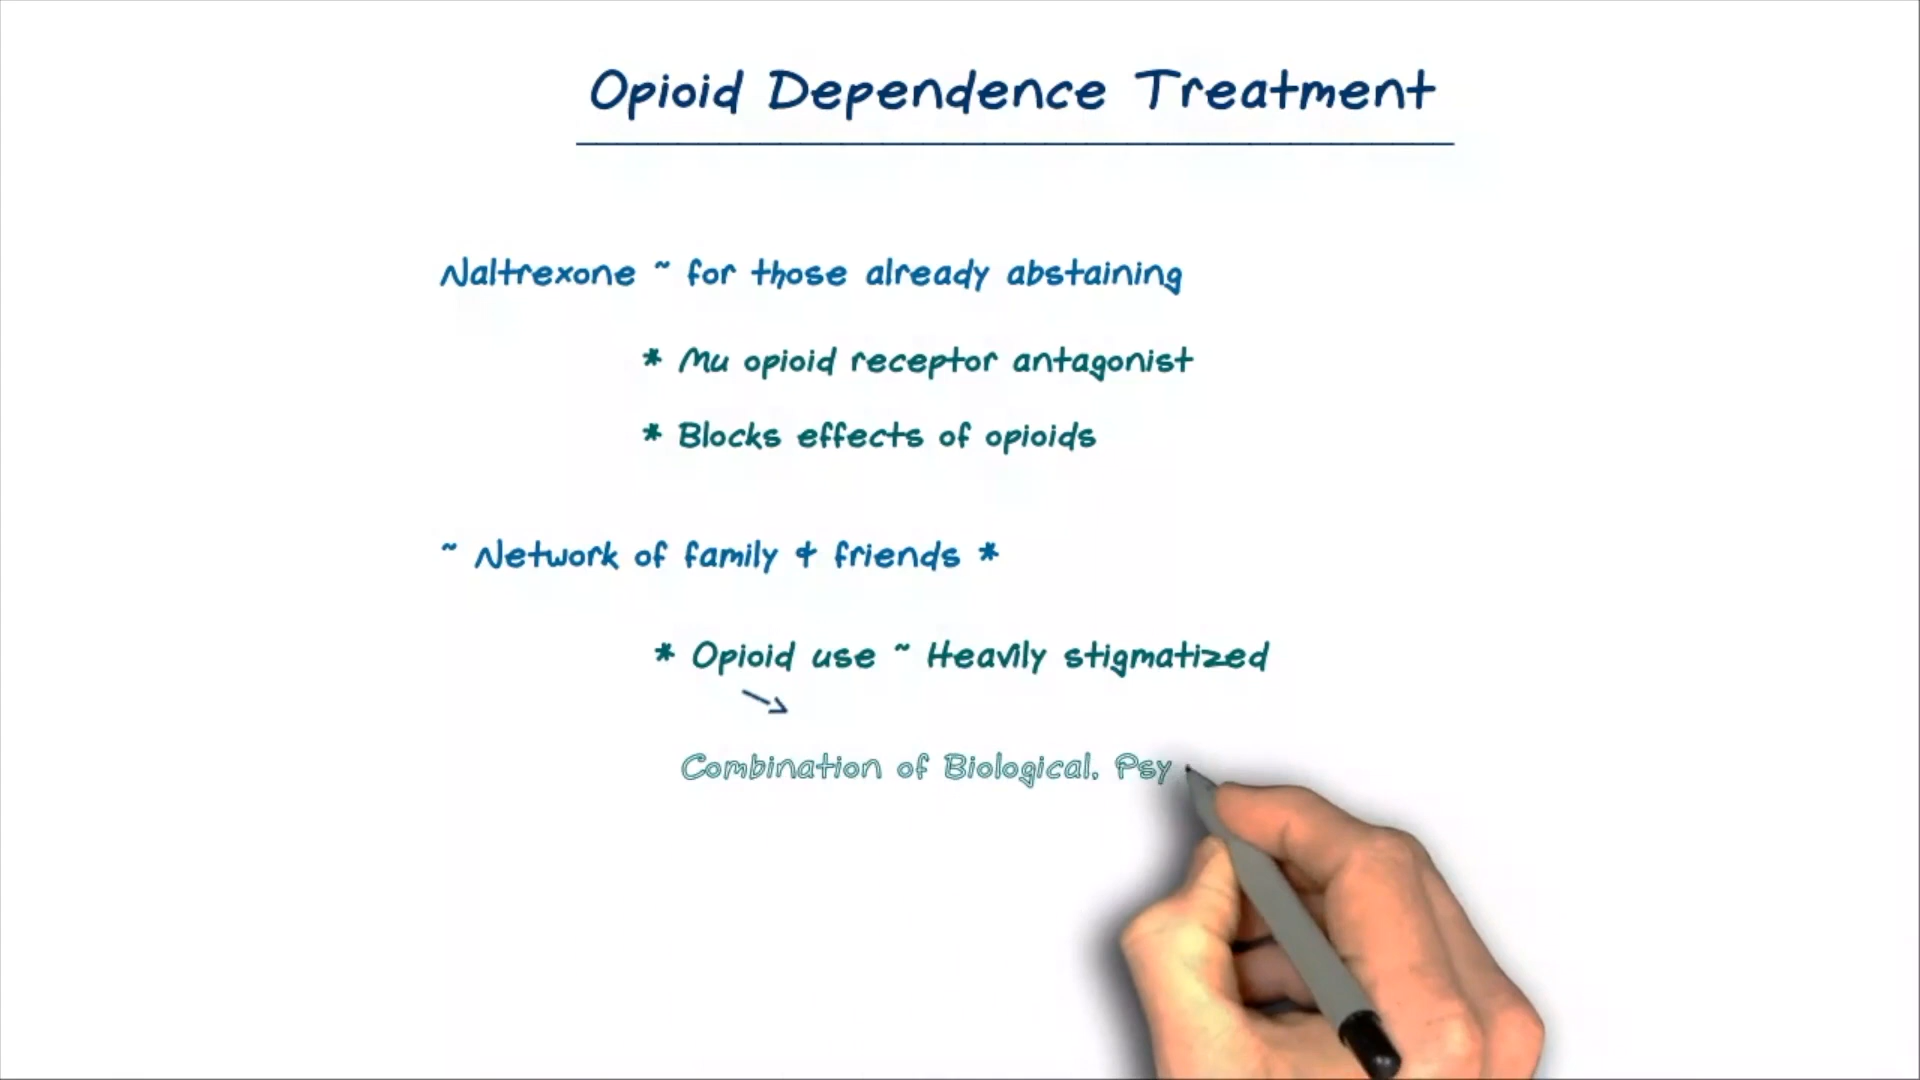 Opioid Dependence Treatment
Naltrexone ~ for those already abstaining
* Mu opioid receptor antagonist
* Blocks effects of opioids
~ Network of family & friends *
* Opioid use ~ Heavily stigmatized
Combination of Biological, Psy